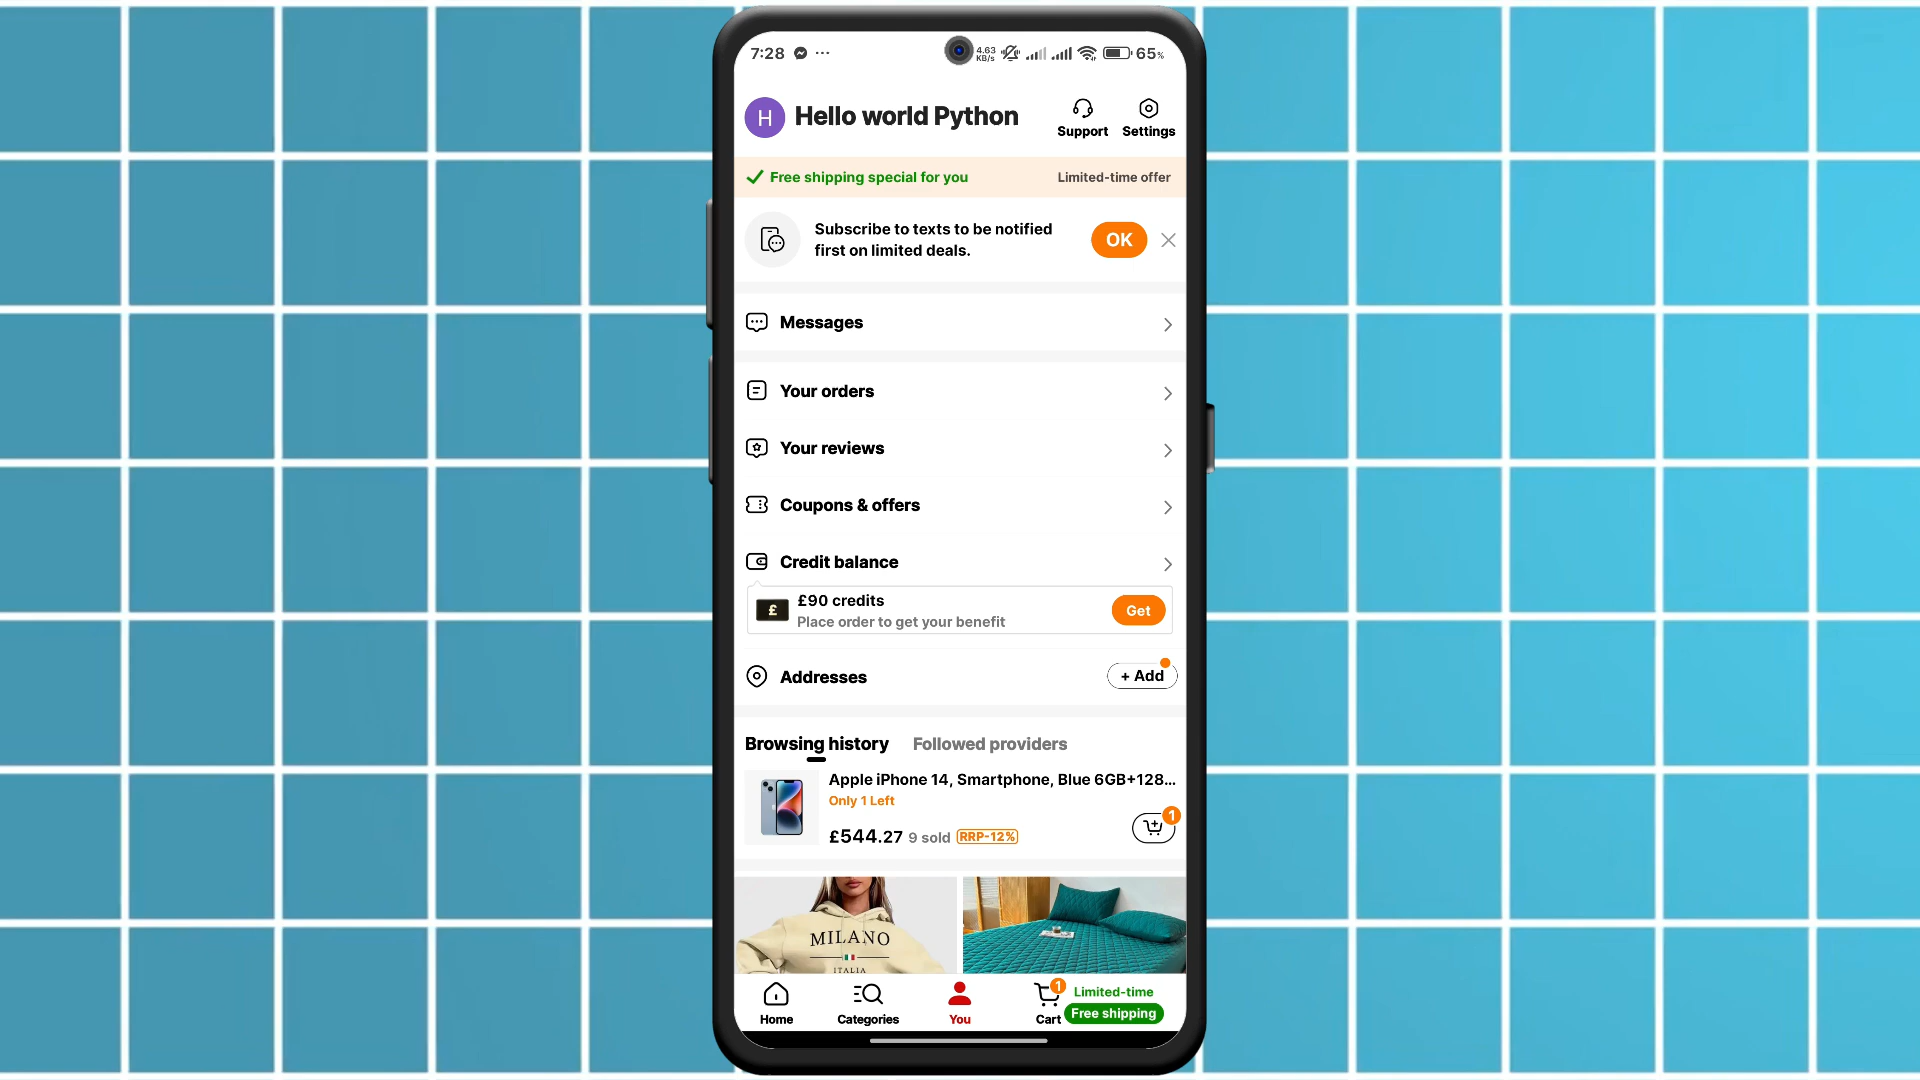 7:28 ... 4.63 KB/s 65%
H Hello world Python
Support Settings
Free shipping special for you Limited-time offer
Subscribe to texts to be notified
first on limited deals.
OK
Messages
Your orders
Your reviews
Coupons & offers
Credit balance
£ £90 credits
Place order to get your benefit
Get
Addresses + Add
Browsing history Followed providers
Apple iPhone 14, Smartphone, Blue 6GB+128...
Only 1 Left
£544.27 9 sold RRP-12%
1
MILANO
ITALIA
Home Categories You Cart 1
Limited-time
Free shipping